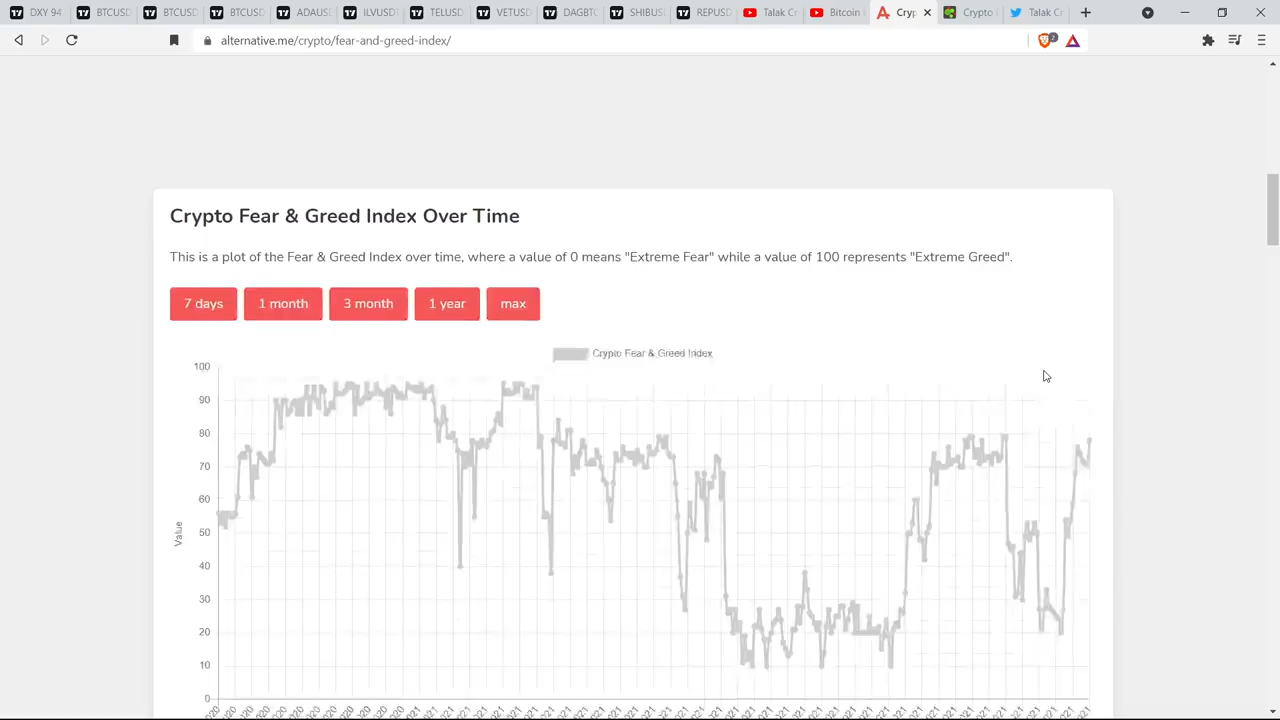 DXY 94 BTCUSD BTCUSD BTCUSD ADAUSD ILVUSDT TELUSD VETUSD DAGBTC SHIBUS REPUSD Talak Cr Bitcoin Cryp Crypto Talak Cr
alternative.me/crypto/fear-and-greed-index/
2
Crypto Fear & Greed Index Over Time
This is a plot of the Fear & Greed Index over time, where a value of 0 means "Extreme Fear" while a value of 100 represents "Extreme Greed".
7 days 1 month 3 month 1 year max
Crypto Fear & Greed Index
100
90
80
70
60
50
40
30
20
10
0
Value